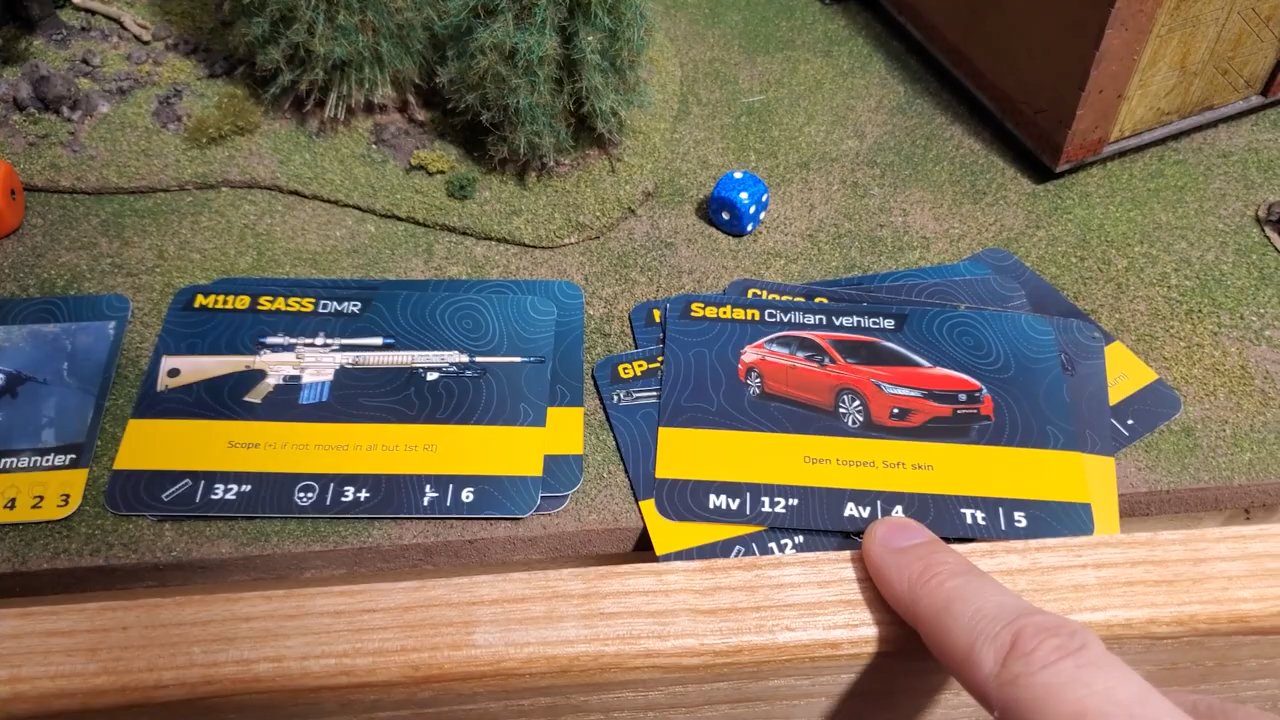 mander
4 2 3
M110 SASS DMR
Scope (+1 if not moved in all but 1st RI)
32" 3+ 6
GP-
12"
Sedan Civilian vehicle
Open topped, Soft skin
Mv 12" Av 4 Tt 5